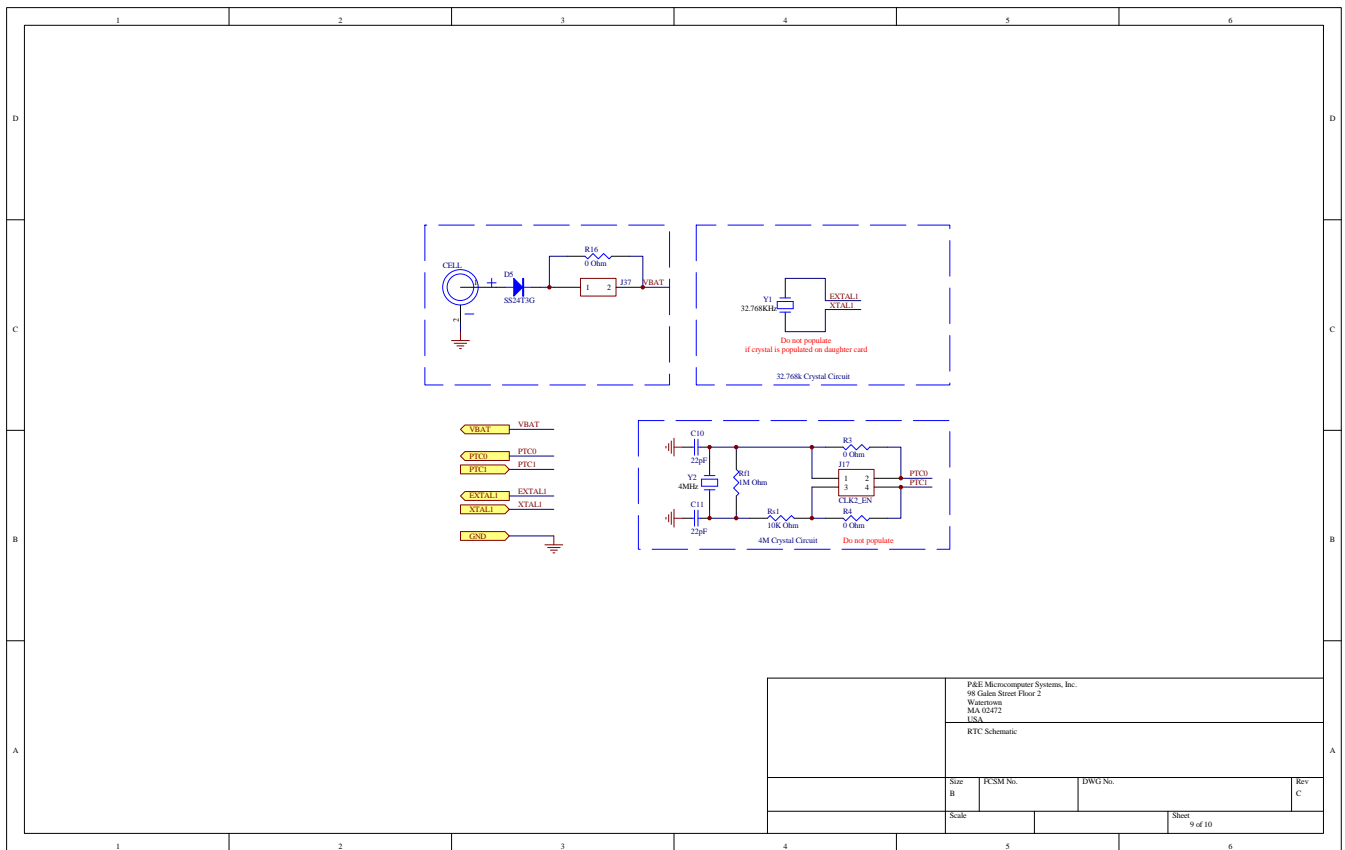 1 2 3 4 5 6
D D
CELL
1
+
2
D5
SS24T3G
R16
0 Ohm
1 2
J37
VBAT
Y1
32.768KHz
EXTAL1
XTAL1
Do not populate
if crystal is populated on daughter card
32.768k Crystal Circuit
C C
VBAT VBAT
PTC0 PTC0
PTC1 PTC1
EXTAL1 EXTAL1
XTAL1 XTAL1
GND
C10
22pF
Y2
4MHz
C11
22pF
Rf1
1M Ohm
Rs1
10K Ohm
R3
0 Ohm
J17
1 2
3 4
CLK2_EN
R4
0 Ohm
PTC0
PTC1
4M Crystal Circuit
Do not populate
B B
P&E Microcomputer Systems, Inc.
98 Galen Street Floor 2
Watertown
MA 02472
USA
RTC Schematic
A A
Size
B
FCSM No.
DWG No.
Rev
C
Scale
Sheet
9 of 10
1 2 3 4 5 6